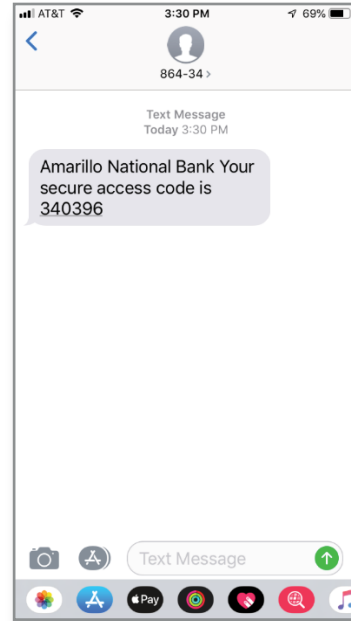 AT&T 3:30 PM 69%
864-34 >
Text Message
Today 3:30 PM
Amarillo National Bank Your
secure access code is
340396
Text Message
Pay